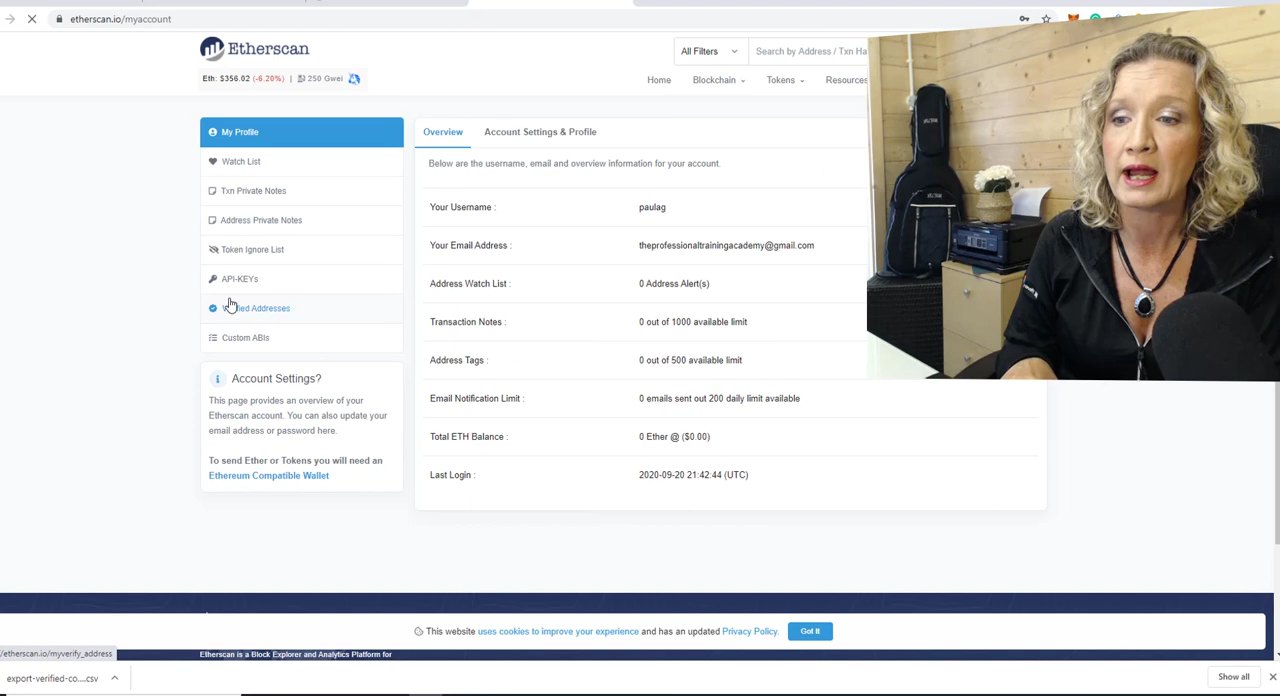 etherscan.io/myaccount
Etherscan
All Filters
Search by Address / Txn Ha
Eth: $356.02 (-6.20%) | 250 Gwei
Home
Blockchain
Tokens
Resources
My Profile
Watch List
Txn Private Notes
Address Private Notes
Token Ignore List
API-KEYs
Addresses
Custom ABIs
Account Settings?
This page provides an overview of your
Etherscan account. You can also update your
email address or password here.
To send Ether or Tokens you will need an
Ethereum Compatible Wallet
Overview
Account Settings & Profile
Below are the username, email and overview information for your account.
Your Username : paulag
Your Email Address : theprofessionaltrainingacademy@gmail.com
Address Watch List : 0 Address Alert(s)
Transaction Notes : 0 out of 1000 available limit
Address Tags : 0 out of 500 available limit
Email Notification Limit : 0 emails sent out 200 daily limit available
Total ETH Balance : 0 Ether @ ($0.00)
Last Login : 2020-09-20 21:42:44 (UTC)
This website uses cookies to improve your experience and has an updated Privacy Policy.
Got It
/etherscan.io/myverify_address
Etherscan is a Block Explorer and Analytics Platform for
export-verified-co....csv
Show all